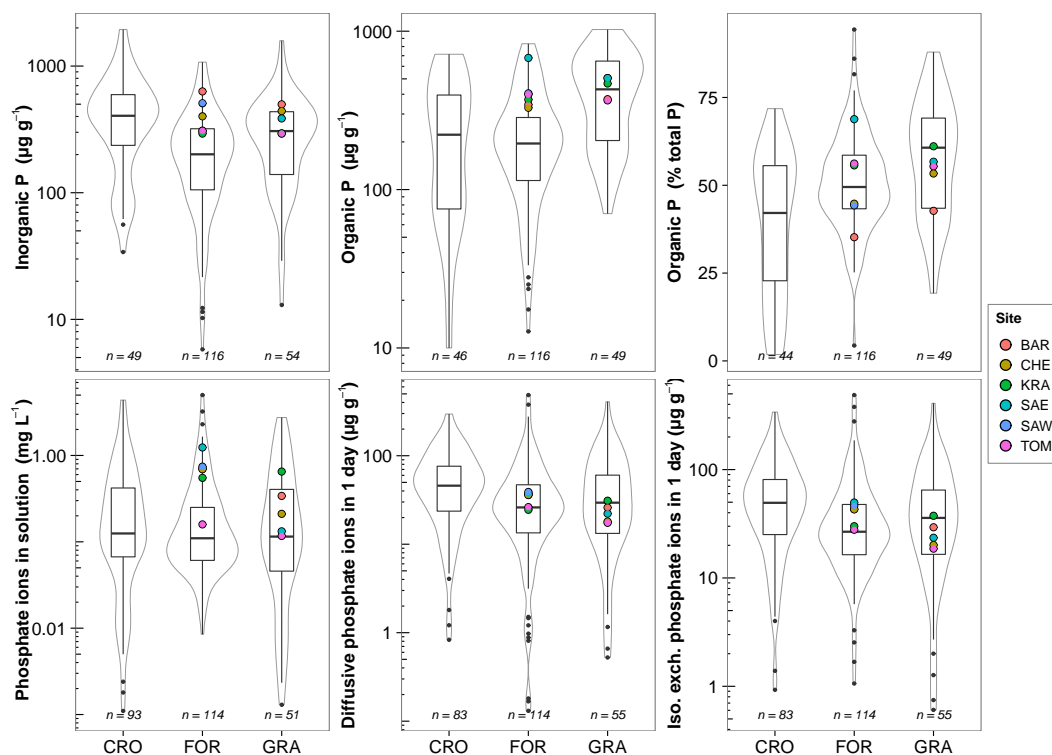 Inorganic P (µg g⁻¹)
1000
100
10
n = 49
n = 116
n = 54
Organic P (µg g⁻¹)
1000
100
10
n = 46
n = 116
n = 49
Organic P (% total P)
75
50
25
0
n = 44
n = 116
n = 49
Site
BAR
CHE
KRA
SAE
SAW
TOM
Phosphate ions in solution (mg L⁻¹)
1.00
0.01
n = 93
n = 114
n = 51
CRO
FOR
GRA
Diffusive phosphate ions in 1 day (µg g⁻¹)
100
1
n = 83
n = 114
n = 55
CRO
FOR
GRA
Iso. exch. phosphate ions in 1 day (µg g⁻¹)
100
10
1
n = 83
n = 114
n = 55
CRO
FOR
GRA